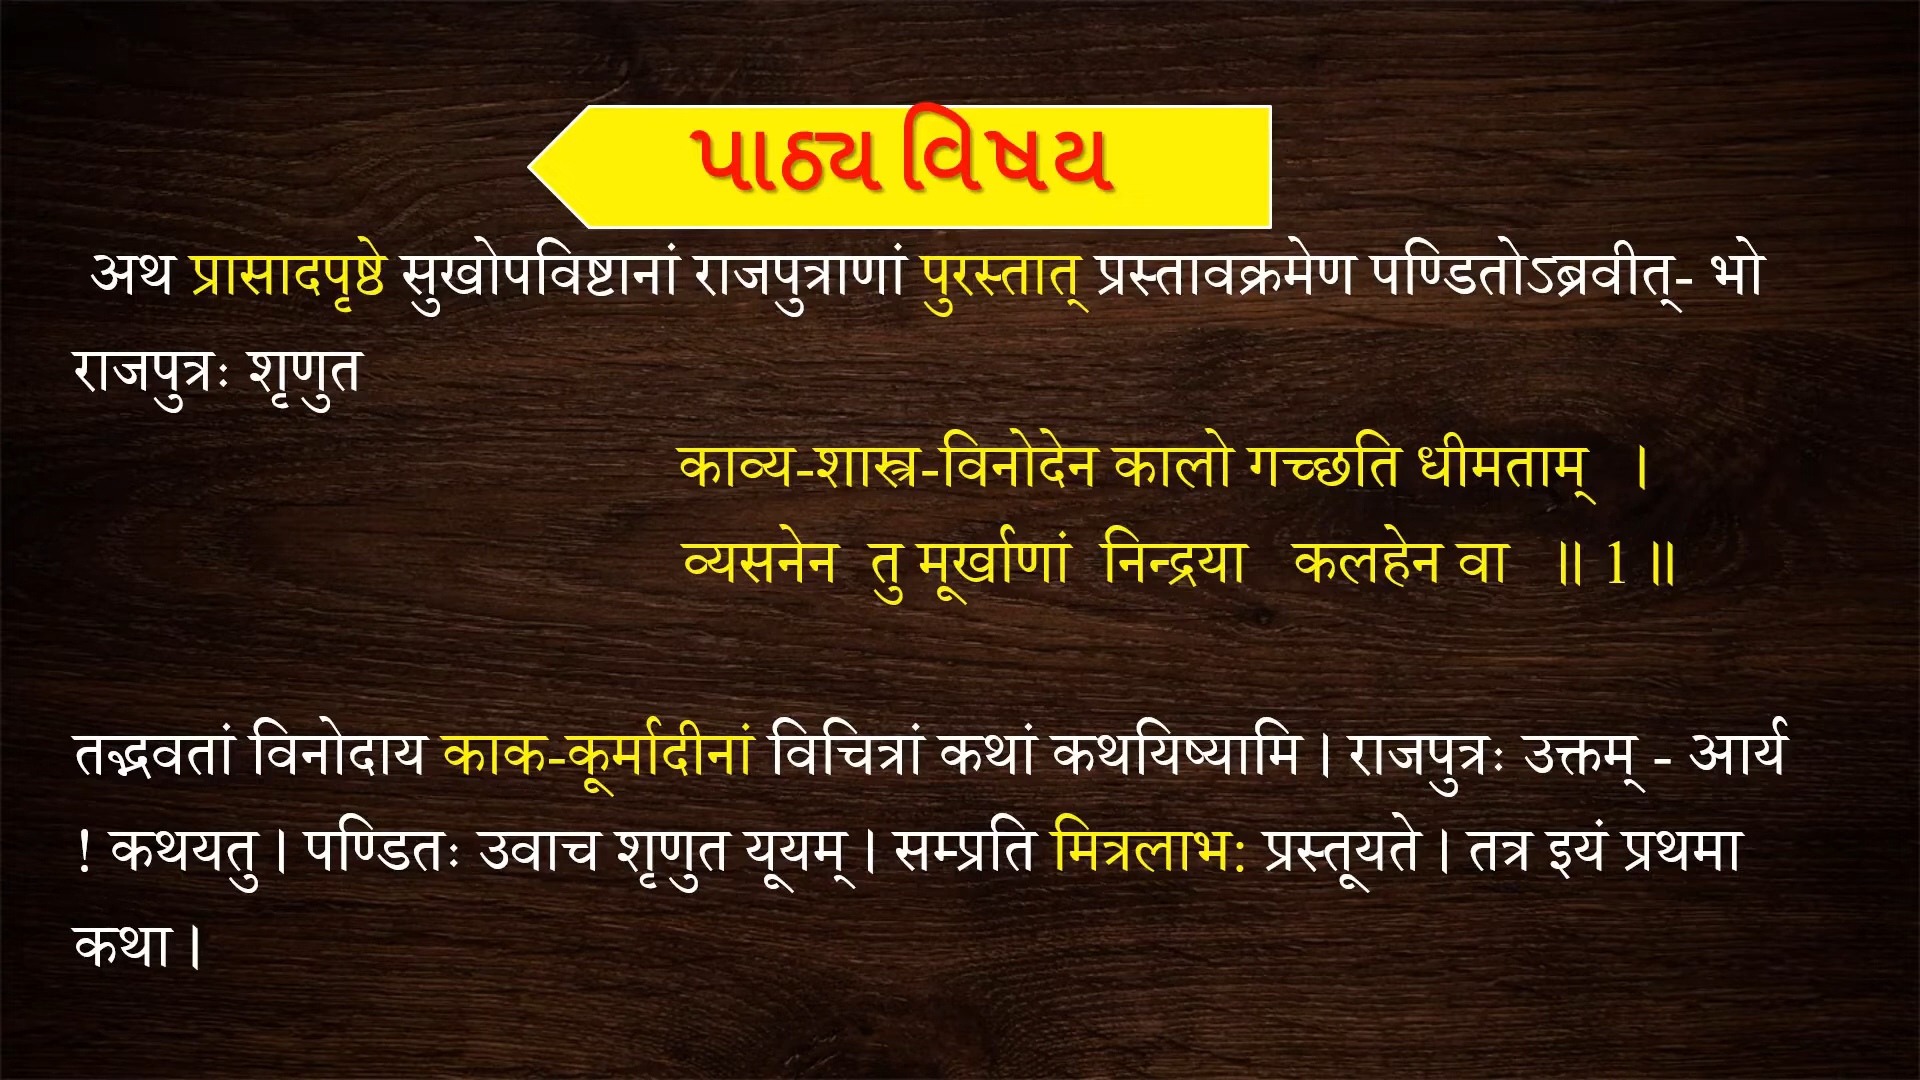 પાઠ્ય વિષય
अथ प्रासादपृष्ठे सुखोपविष्टानां राजपुत्राणां पुरस्तात् प्रस्तावक्रमेण पण्डितोऽब्रवीत्- भो
राजपुत्रः शृणुत
काव्य-शास्त्र-विनोदेन कालो गच्छति धीमताम् ।
व्यसनेन तु मूर्खाणां निन्द्रया कलहेन वा ॥ 1 ॥
तद्भवतां विनोदाय काक-कूर्मादीनां विचित्रां कथां कथयिष्यामि । राजपुत्रः उक्तम् - आर्य
! कथयतु । पण्डितः उवाच शृणुत यूयम् । सम्प्रति मित्रलाभ: प्रस्तूयते । तत्र इयं प्रथमा
कथा ।